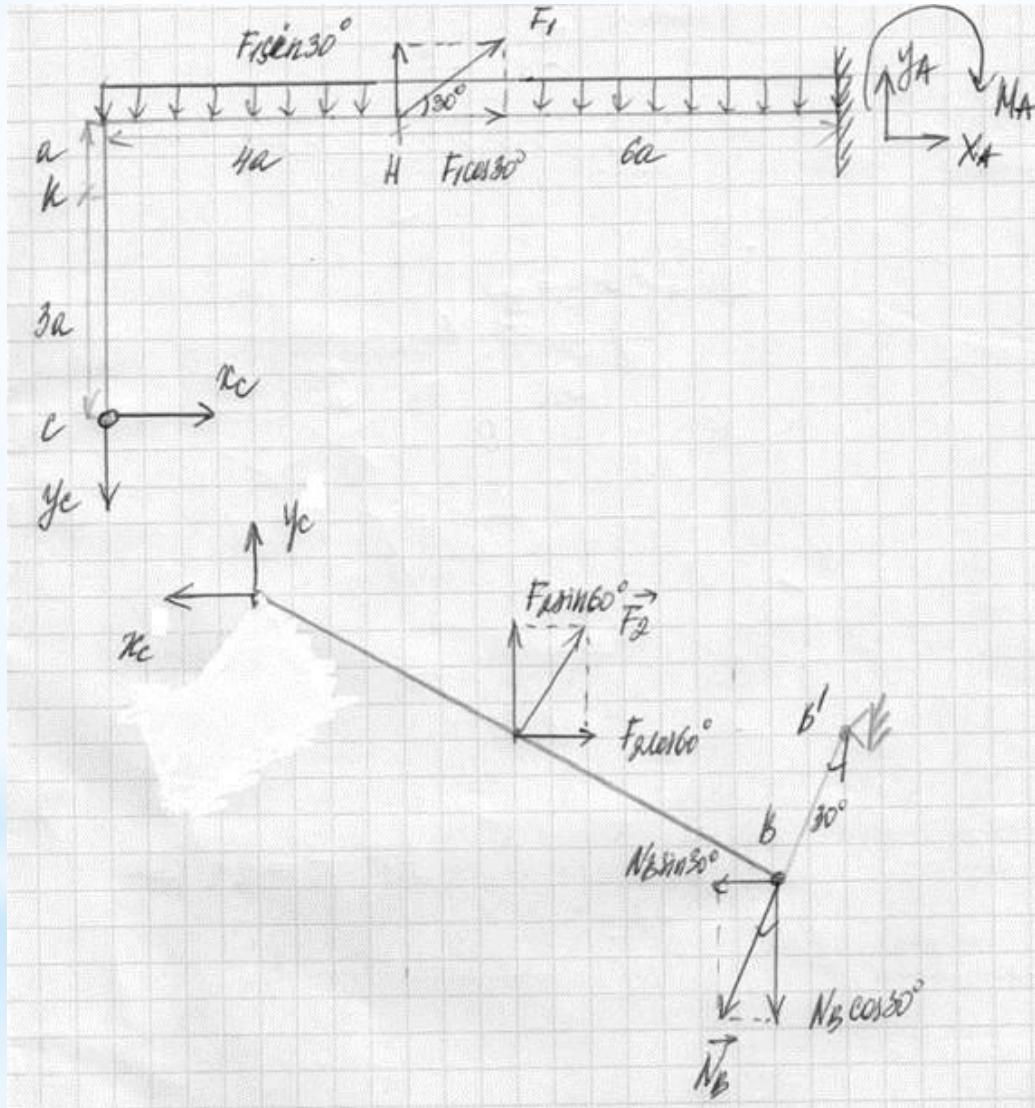 F₁sin30°
F₁
30°
yA
MA
XA
4a
H
F₁cos30°
6a
a
k
3a
xc
c
yc
yc
xc
F₂sin60°
F₂
F₂cos60°
B'
30°
B
NBsin30°
NBcos30°
NB